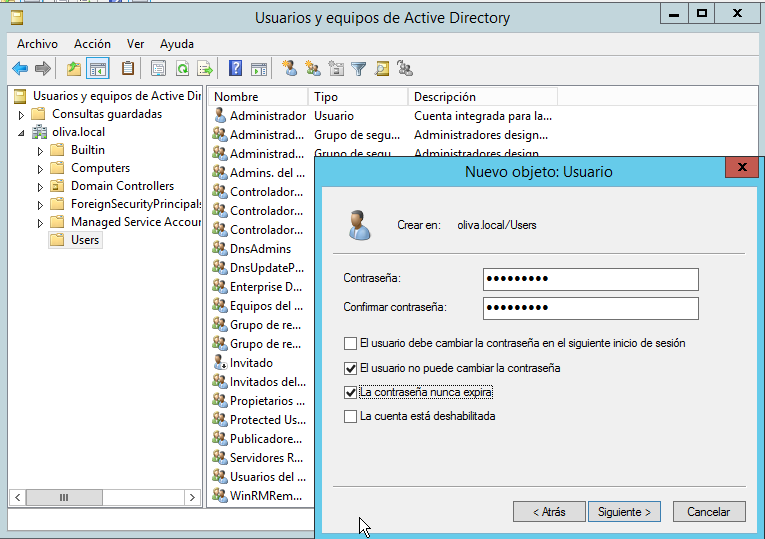 Usuarios y equipos de Active Directory
Archivo Acción Ver Ayuda
Usuarios y equipos de Active Dir
Consultas guardadas
oliva.local
Builtin
Computers
Domain Controllers
ForeignSecurityPrincipals
Managed Service Accour
Users
Nombre Tipo Descripción
Administrador Usuario Cuenta integrada para la...
Administrad... Grupo de segu... Administradores design...
Administrad... Grupo de segu... Administradores design...
Admins. del ...
Controlador...
Controlador...
Controlador...
DnsAdmins
DnsUpdateP...
Enterprise D...
Equipos del ...
Grupo de re...
Grupo de re...
Invitado
Invitados del...
Propietarios ...
Protected Us...
Publicadore...
Servidores R...
Usuarios del ...
WinRMRem...
Nuevo objeto: Usuario
Crear en: oliva.local/Users
Contraseña: •••••••••
Confirmar contraseña: •••••••••
El usuario debe cambiar la contraseña en el siguiente inicio de sesión
El usuario no puede cambiar la contraseña
La contraseña nunca expira
La cuenta está deshabilitada
< Atrás Siguiente > Cancelar